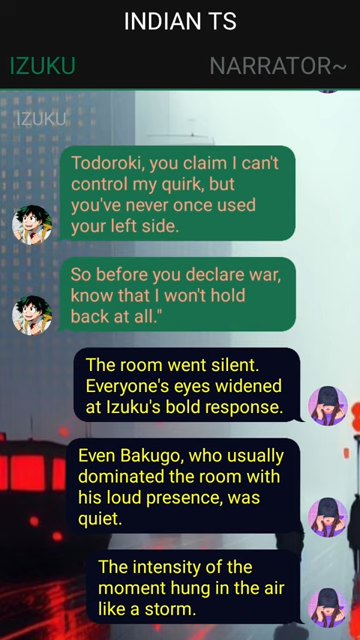 INDIAN TS
IZUKU NARRATOR~
IZUKU
Todoroki, you claim I can't
control my quirk, but
you've never once used
your left side.
So before you declare war,
know that I won't hold
back at all."
The room went silent.
Everyone's eyes widened
at Izuku's bold response.
Even Bakugo, who usually
dominated the room with
his loud presence, was
quiet.
The intensity of the
moment hung in the air
like a storm.